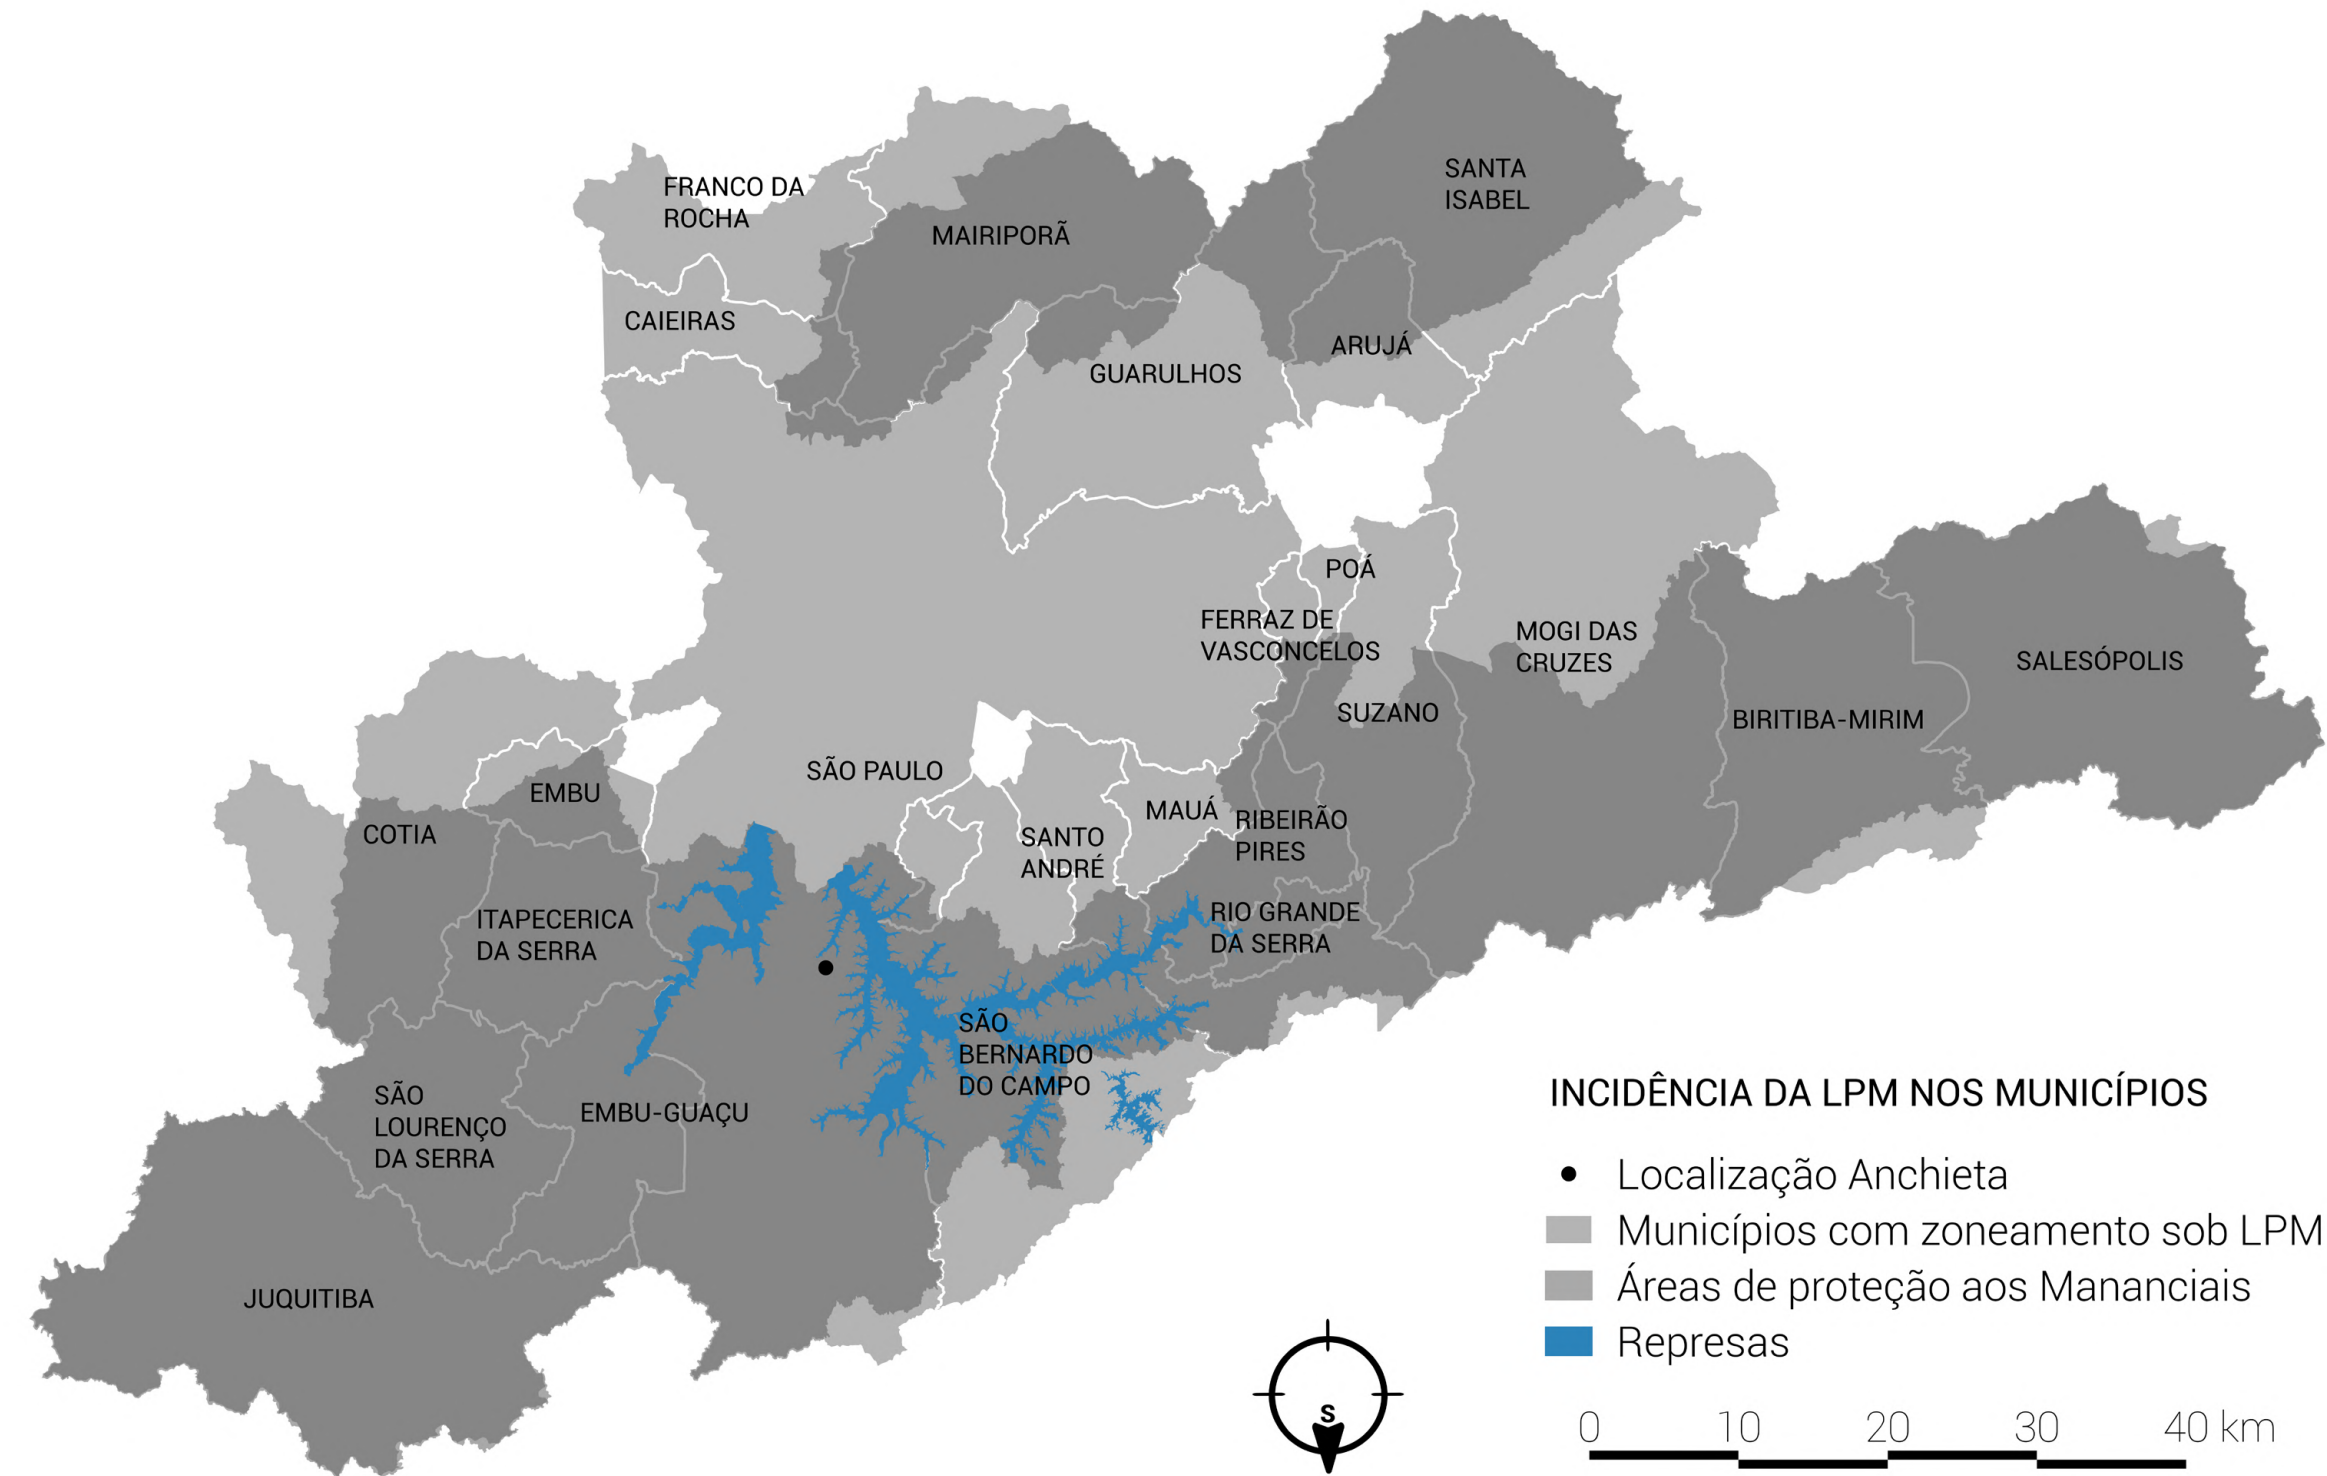 FRANCO DA
ROCHA
SANTA
ISABEL
MAIRIPORÃ
CAIEIRAS
ARUJÁ
GUARULHOS
POÁ
FERRAZ DE
VASCONCELOS
MOGI DAS
CRUZES
SALESÓPOLIS
SUZANO
BIRITIBA-MIRIM
SÃO PAULO
EMBU
MAUÁ
COTIA
SANTO
ANDRÉ
RIBEIRÃO
PIRES
ITAPECERICA
DA SERRA
RIO GRANDE
DA SERRA
SÃO
BERNARDO
DO CAMPO
SÃO
LOURENÇO
DA SERRA
EMBU-GUAÇU
JUQUITIBA
INCIDÊNCIA DA LPM NOS MUNICÍPIOS
Localização Anchieta
Municípios com zoneamento sob LPM
Áreas de proteção aos Mananciais
Represas
S
0 10 20 30 40 km